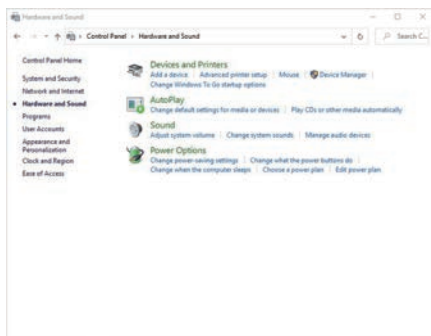 Hardware and Sound
Control Panel › Hardware and Sound
Search C...
Control Panel Home
System and Security
Network and Internet
Hardware and Sound
Programs
User Accounts
Appearance and
Personalization
Clock and Region
Ease of Access
Devices and Printers
Add a device | Advanced printer setup | Mouse | Device Manager |
Change Windows To Go startup options
AutoPlay
Change default settings for media or devices | Play CDs or other media automatically
Sound
Adjust system volume | Change system sounds | Manage audio devices
Power Options
Change power-saving settings | Change what the power buttons do |
Change when the computer sleeps | Choose a power plan | Edit power plan